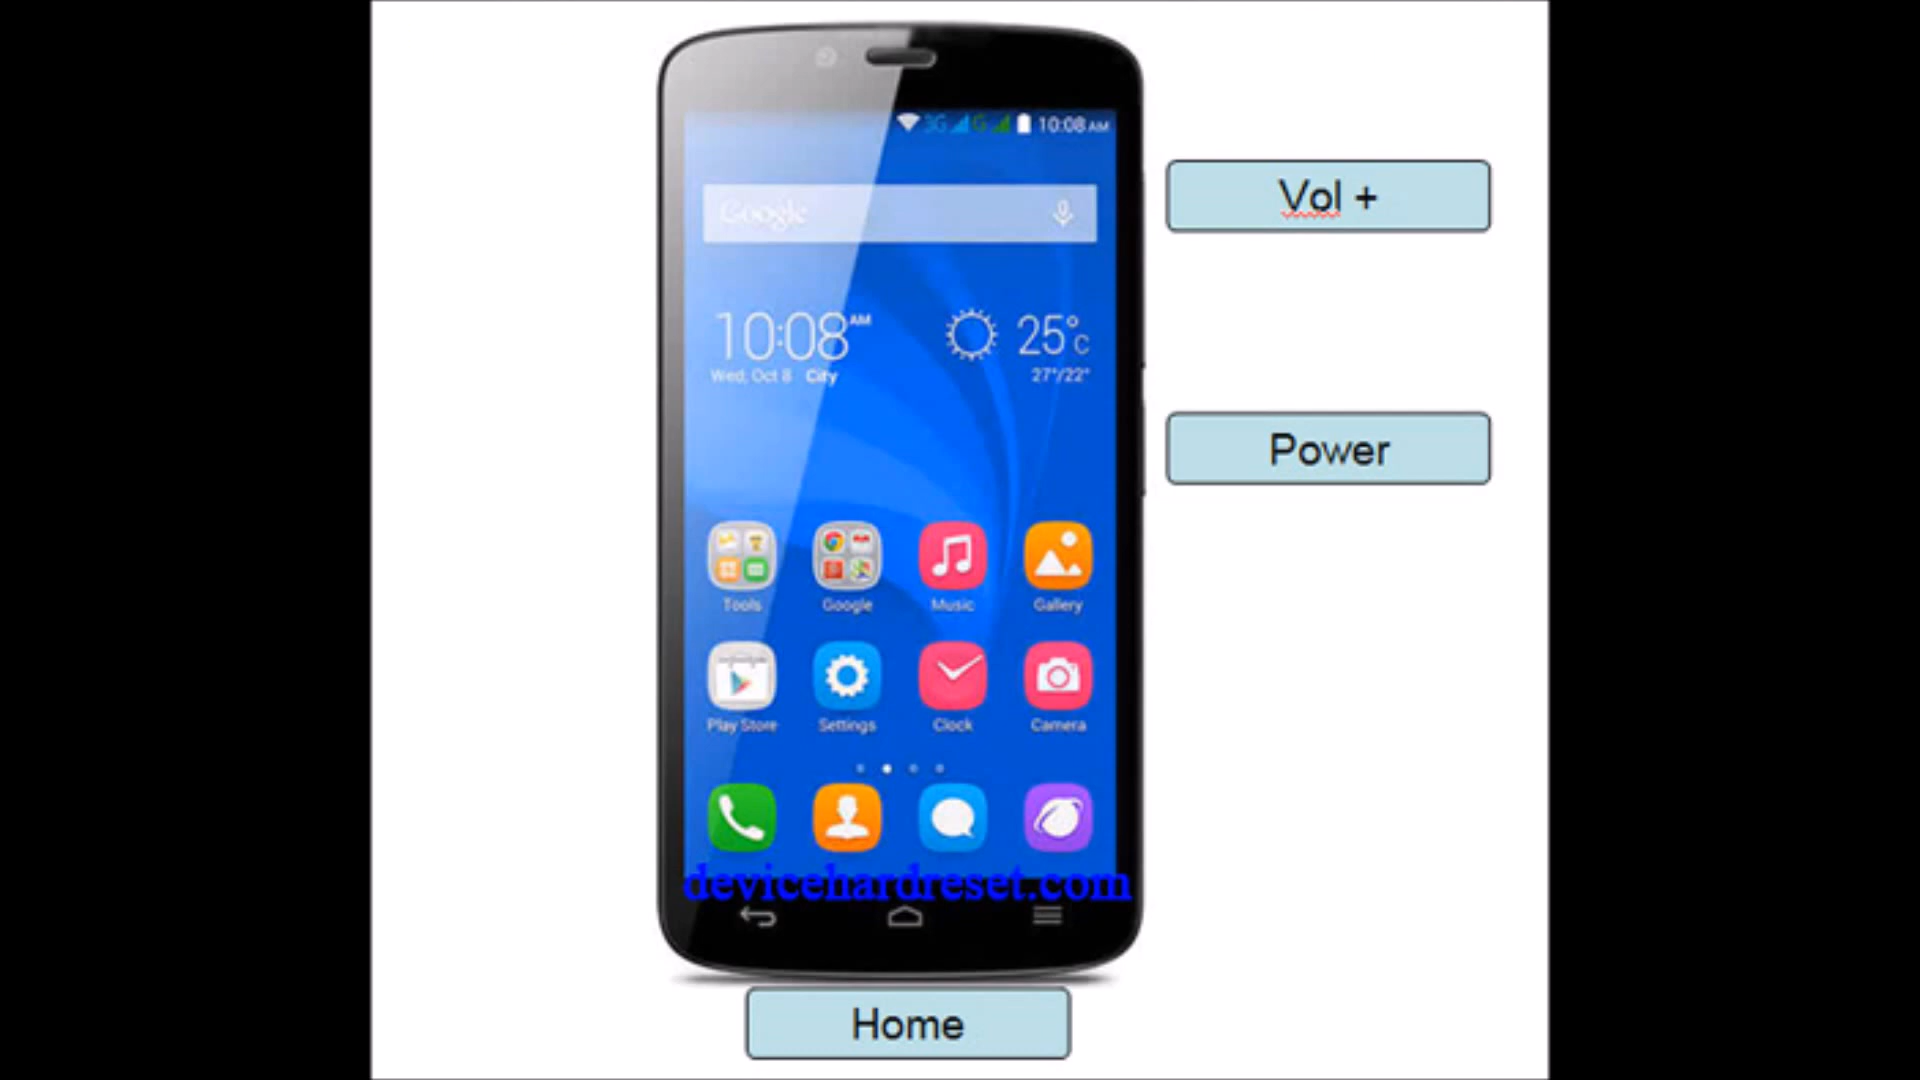 3G G 10:08 AM
Vol +
Google
10:08 AM
25°C
Wed, Oct 8 City
27°/22°
Power
Tools Google Music Gallery
Play Store Settings Clock Camera
devicehardreset.com
Home